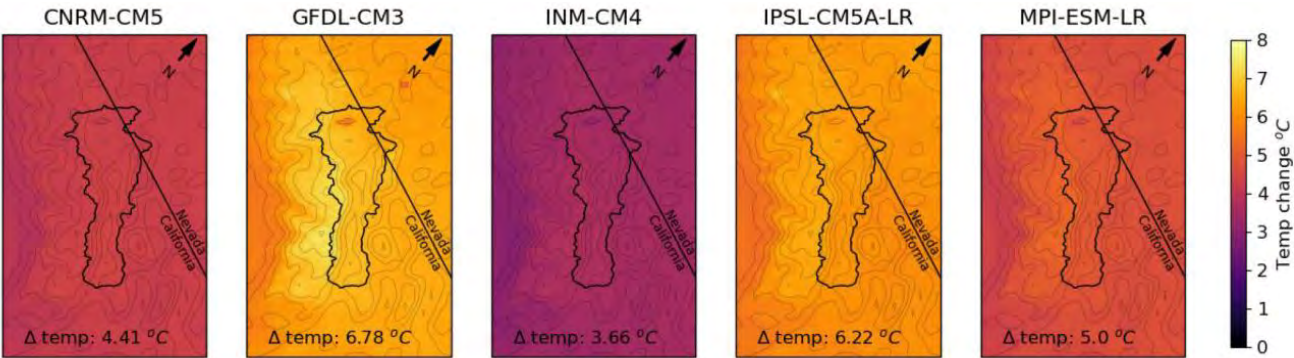 CNRM-CM5
GFDL-CM3
INM-CM4
IPSL-CM5A-LR
MPI-ESM-LR
N
Nevada
California
Δ temp: 4.41 °C
N
Nevada
California
Δ temp: 6.78 °C
N
Nevada
California
Δ temp: 3.66 °C
N
Nevada
California
Δ temp: 6.22 °C
N
Nevada
California
Δ temp: 5.0 °C
8
7
6
5
4
3
2
1
0
Temp change °C